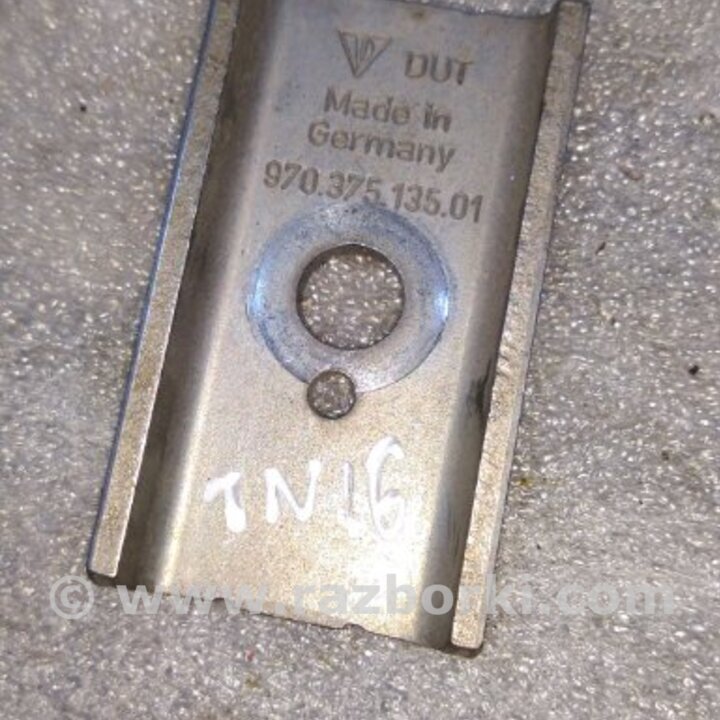 DUT
Made in
Germany
970.375.135.01
TN16
© www.razborki.com